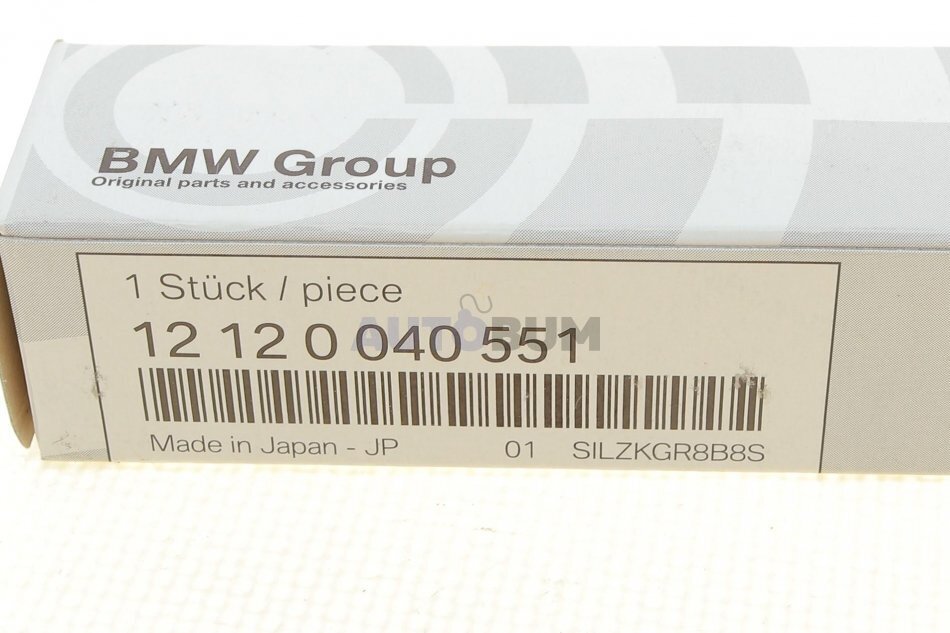 BMW Group
Original parts and accessories
1 Stück / piece
12 12 0 040 551
AUTOBUM
Made in Japan - JP 01 SILZKGR8B8S